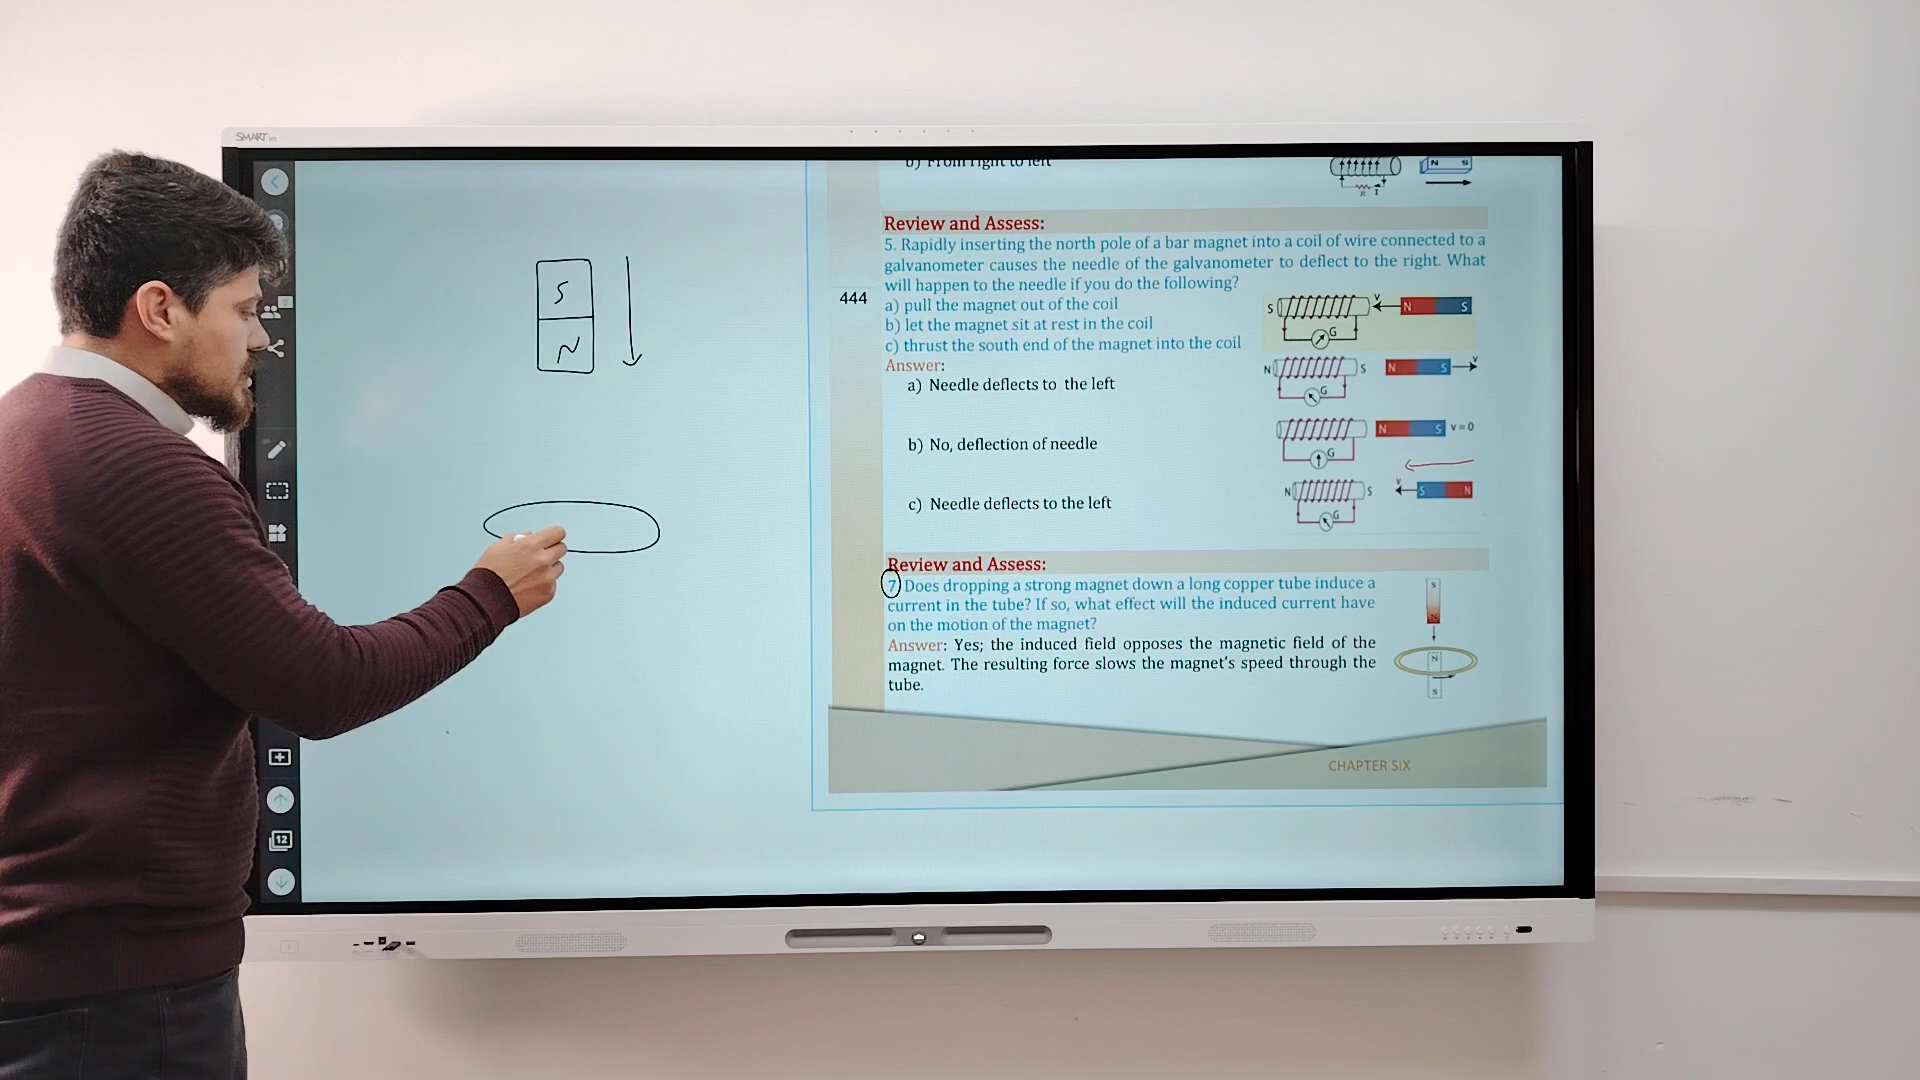 SMART
b) From right to left
N S
R I
Review and Assess:
5. Rapidly inserting the north pole of a bar magnet into a coil of wire connected to a
galvanometer causes the needle of the galvanometer to deflect to the right. What
will happen to the needle if you do the following?
444
a) pull the magnet out of the coil
b) let the magnet sit at rest in the coil
c) thrust the south end of the magnet into the coil
S v N S
G
Answer:
a) Needle deflects to the left
N S N S v
G
b) No, deflection of needle
N S v = 0
G
c) Needle deflects to the left
N S v S N
G
Review and Assess:
7. Does dropping a strong magnet down a long copper tube induce a
current in the tube? If so, what effect will the induced current have
on the motion of the magnet?
Answer: Yes; the induced field opposes the magnetic field of the
magnet. The resulting force slows the magnet's speed through the
tube.
S
N
N
S
CHAPTER SIX
S
N
12